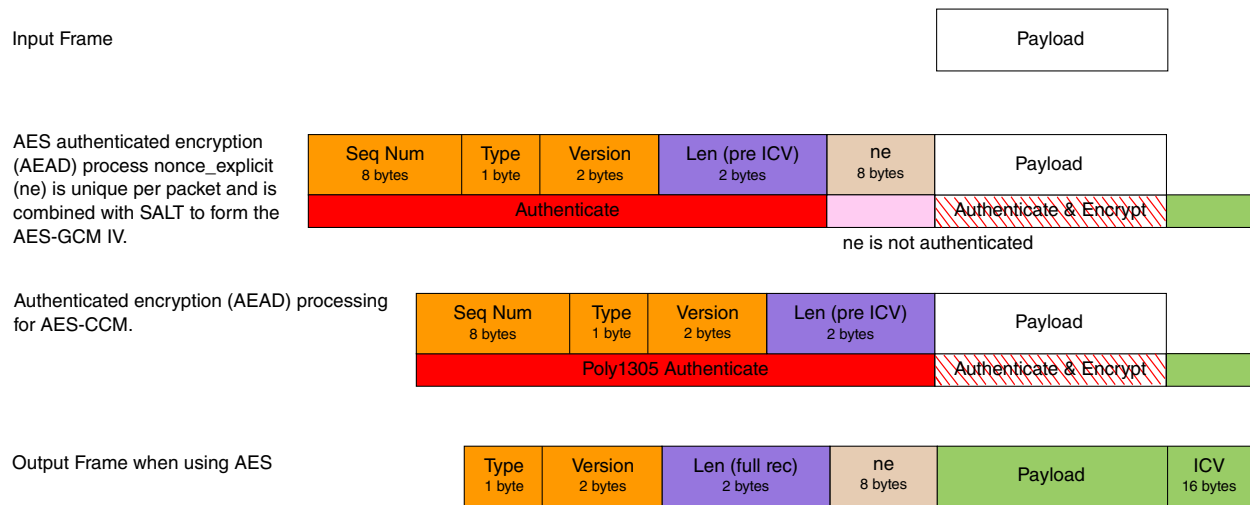 Input Frame
Payload
AES authenticated encryption
(AEAD) process nonce_explicit
(ne) is unique per packet and is
combined with SALT to form the
AES-GCM IV.
Seq Num
8 bytes
Type
1 byte
Version
2 bytes
Len (pre ICV)
2 bytes
ne
8 bytes
Payload
Authenticate
Authenticate & Encrypt
ne is not authenticated
Authenticated encryption (AEAD) processing
for AES-CCM.
Seq Num
8 bytes
Type
1 byte
Version
2 bytes
Len (pre ICV)
2 bytes
Payload
Poly1305 Authenticate
Authenticate & Encrypt
Output Frame when using AES
Type
1 byte
Version
2 bytes
Len (full rec)
2 bytes
ne
8 bytes
Payload
ICV
16 bytes